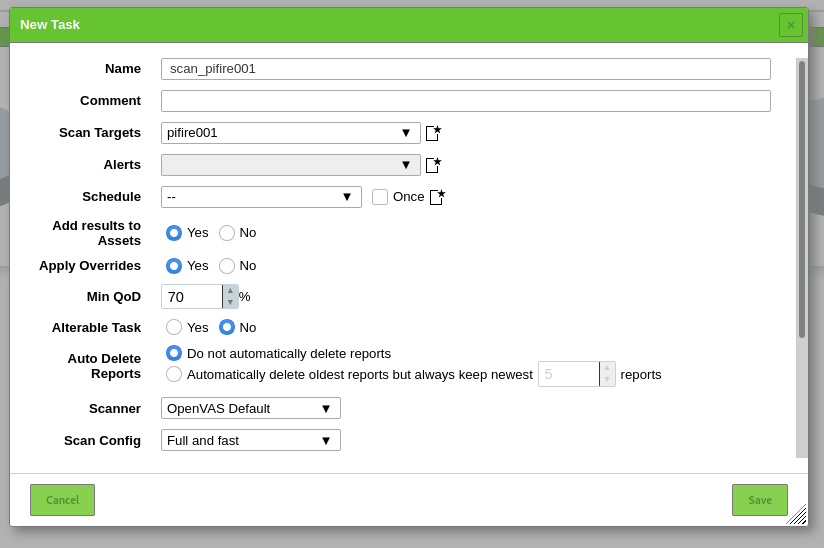 New Task
×
Name scan_pifire001
Comment
Scan Targets pifire001 ▼
Alerts ▼
Schedule -- ▼ Once
Add results to
Assets
Yes No
Apply Overrides Yes No
Min QoD 70 %
Alterable Task Yes No
Auto Delete
Reports
Do not automatically delete reports
Automatically delete oldest reports but always keep newest 5 reports
Scanner OpenVAS Default ▼
Scan Config Full and fast ▼
Cancel Save